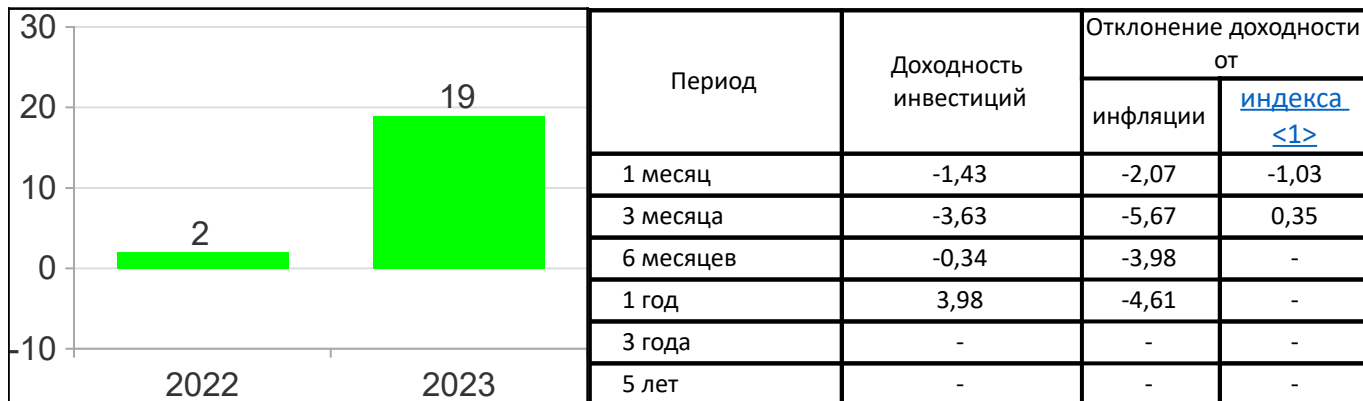 30
20
10
0
-10
2
19
2022
2023
Период
Доходность
инвестиций
Отклонение доходности
от
инфляции
индекса
<1>
1 месяц -1,43 -2,07 -1,03
3 месяца -3,63 -5,67 0,35
6 месяцев -0,34 -3,98 -
1 год 3,98 -4,61 -
3 года - - -
5 лет - - -